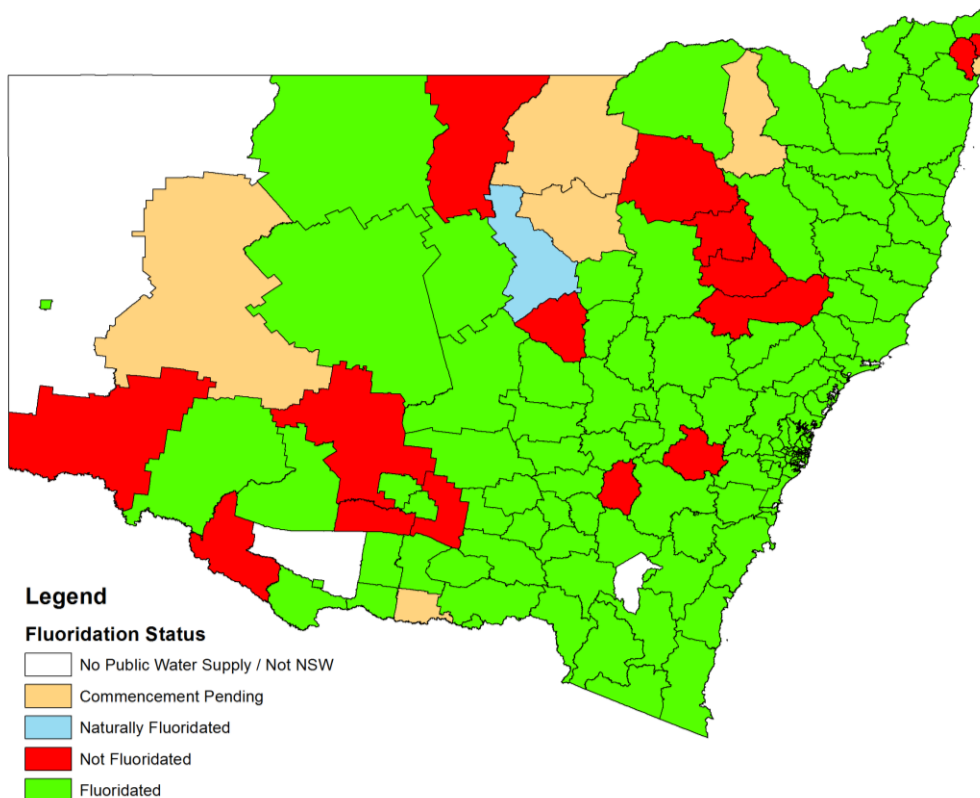 Legend
Fluoridation Status
No Public Water Supply / Not NSW
Commencement Pending
Naturally Fluoridated
Not Fluoridated
Fluoridated